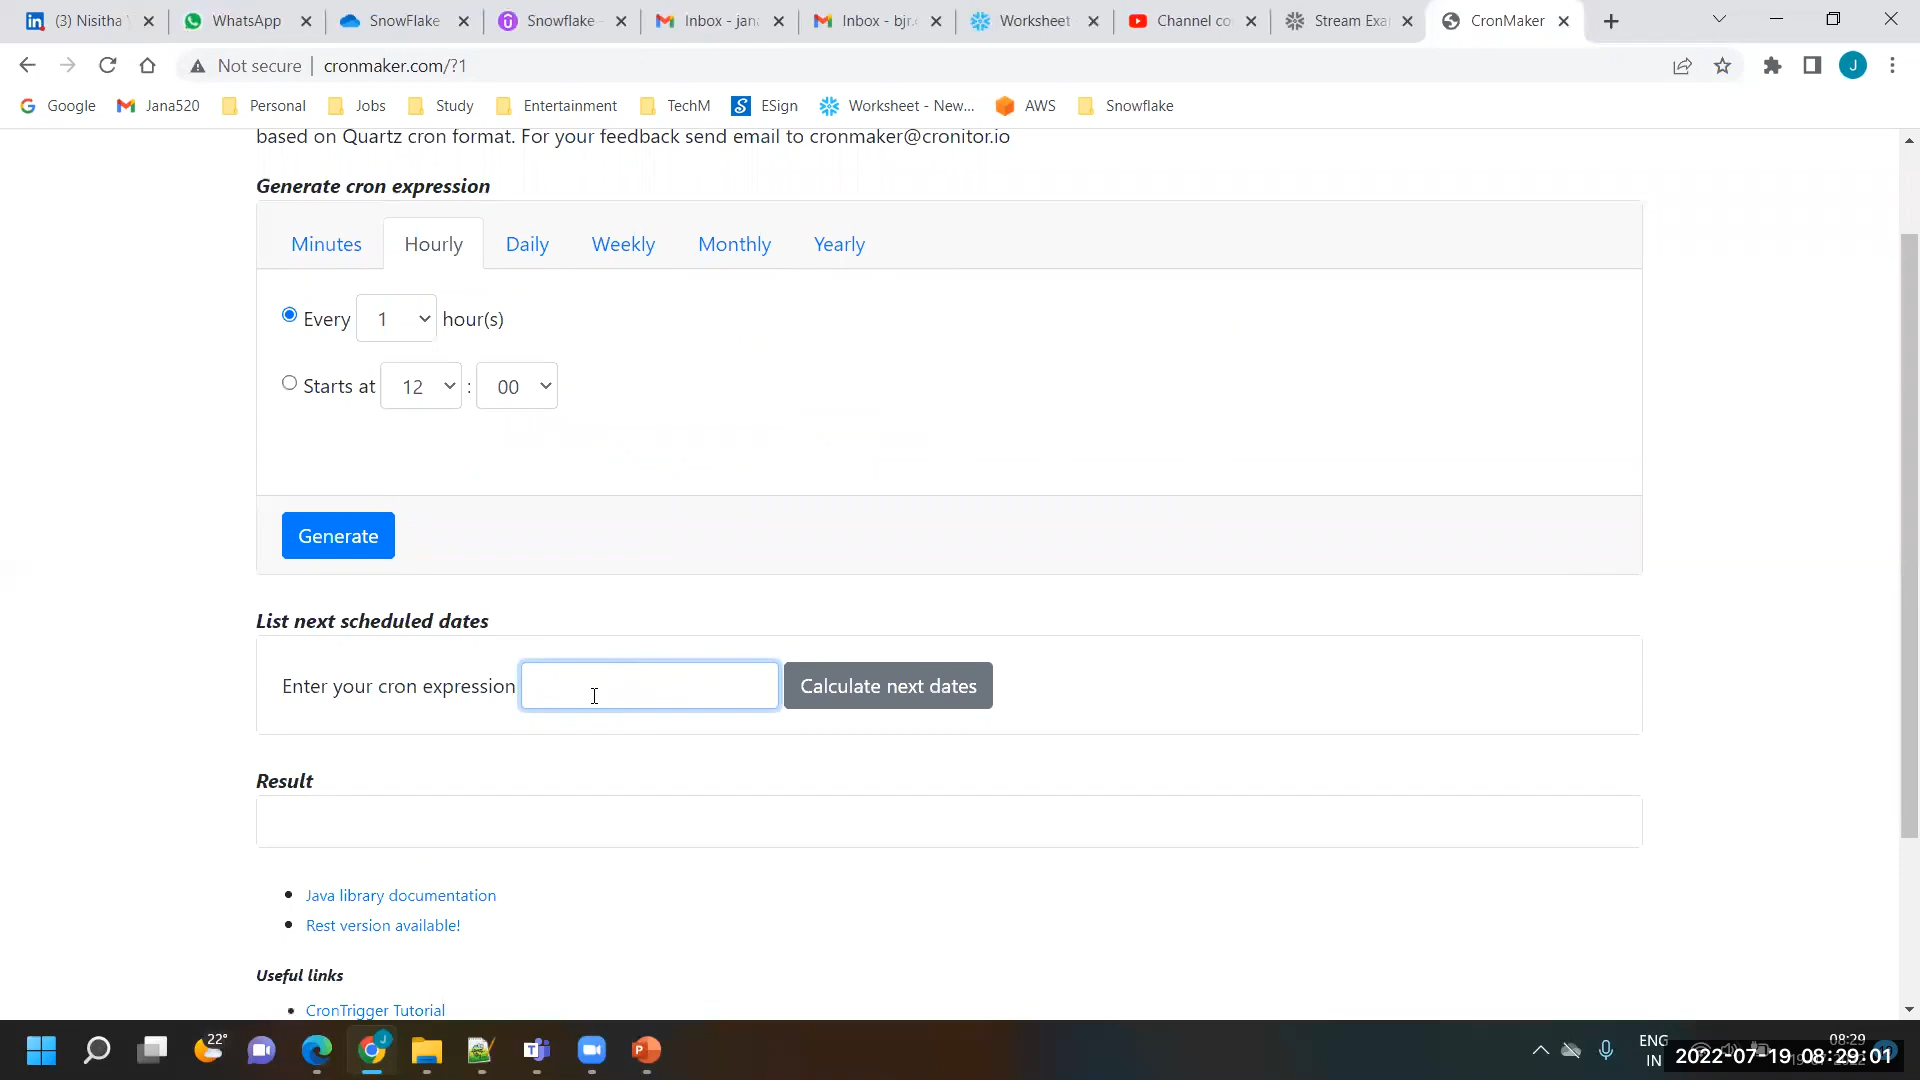 (3) Nisitha
WhatsApp
SnowFlake
Snowflake
Inbox - jan
Inbox - bjr.
Worksheet
Channel co
Stream Exa
CronMaker
Not secure
cronmaker.com/?1
J
Google
Jana520
Personal
Jobs
Study
Entertainment
TechM
S ESign
Worksheet - New...
AWS
Snowflake
based on Quartz cron format. For your feedback send email to cronmaker@cronitor.io
Generate cron expression
Minutes
Hourly
Daily
Weekly
Monthly
Yearly
Every 1 hour(s)
Starts at 12 : 00
Generate
List next scheduled dates
Enter your cron expression
Calculate next dates
Result
Java library documentation
Rest version available!
Useful links
CronTrigger Tutorial
22°
ENG
IN
08:29
2022-07-19 08:29:01